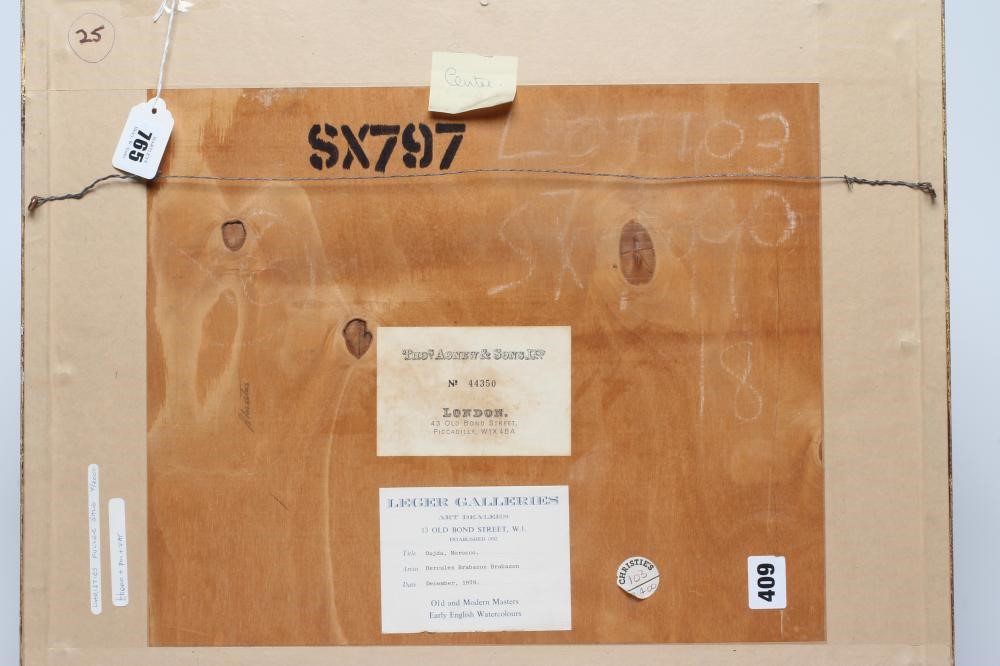 25
Centre.
765
SX797
LOT 103
18
Thos. Agnew & Sons, Ltd.
No 44350
London.
43 Old Bond Street,
Piccadilly, W1X 4BA
LEGER GALLERIES
ART DEALERS
13 OLD BOND STREET, W.1.
ESTABLISHED 1892
Title Oujda, Morocco.
Artist Hercules Brabazon Brabazon
Date December, 1979.
Old and Modern Masters
Early English Watercolours
CHRISTIE'S
103
409
CHRISTIES FULLER